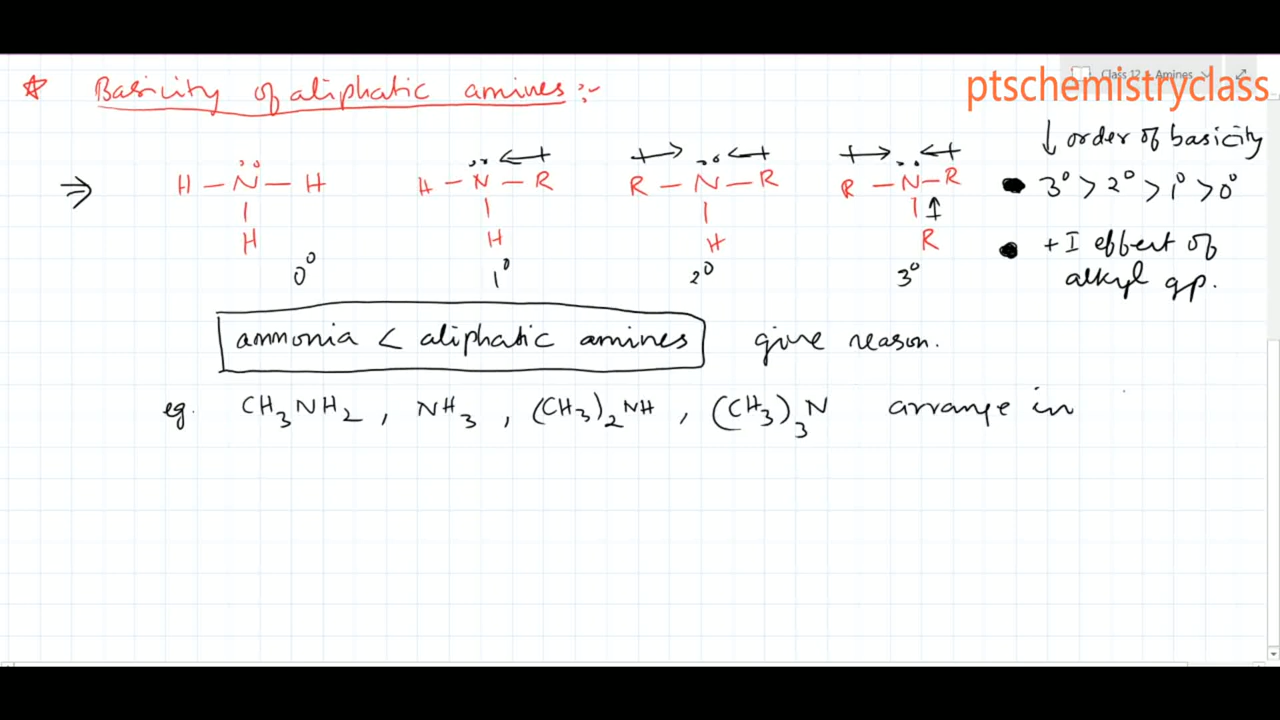 Class 12 - Amines
ptschemistryclass
Basicity of aliphatic amines :-
↓ order of basicity
3° > 2° > 1° > 0°
+ I effect of
alkyl gp.
⇒ H – N – H H – N – R R – N – R R – N – R
H H H R
0° 1° 2° 3°
ammonia < aliphatic amines give reason.
eg. CH₃NH₂ , NH₃ , (CH₃)₂NH , (CH₃)₃N arrange in